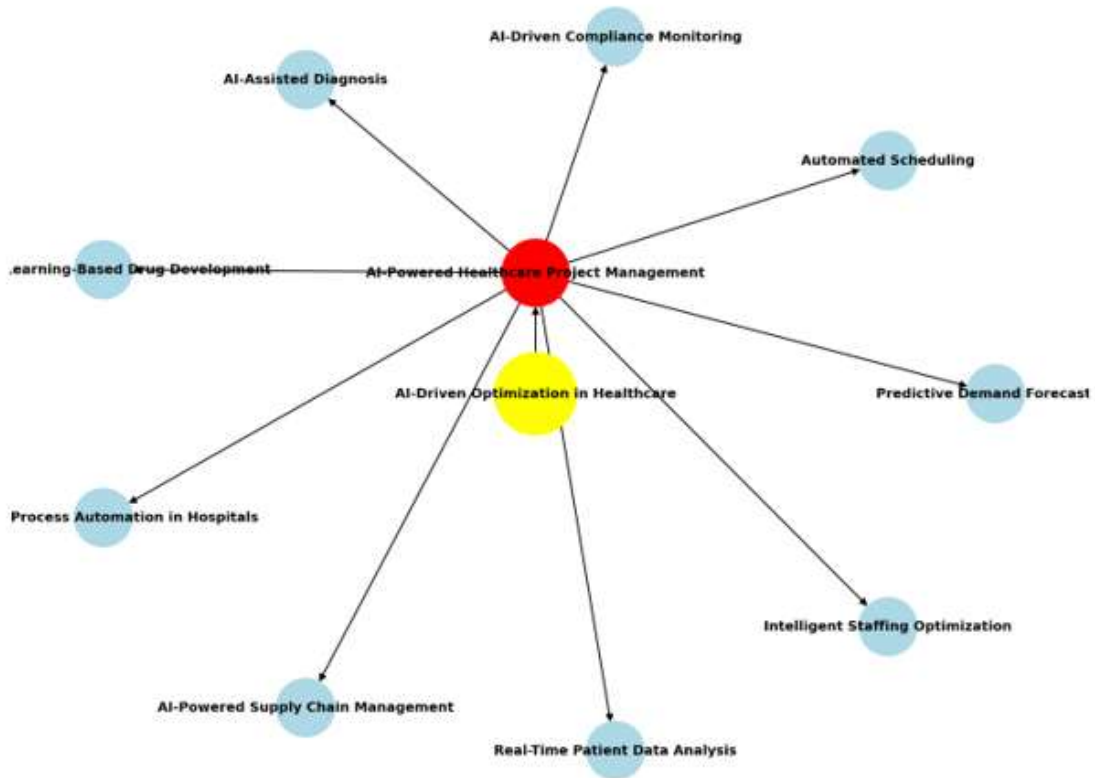 AI-Driven Compliance Monitoring
AI-Assisted Diagnosis
Automated Scheduling
earning-Based Drug Development
AI-Powered Healthcare Project Management
AI-Driven Optimization in Healthcare
Predictive Demand Forecast
Process Automation in Hospitals
Intelligent Staffing Optimization
AI-Powered Supply Chain Management
Real-Time Patient Data Analysis